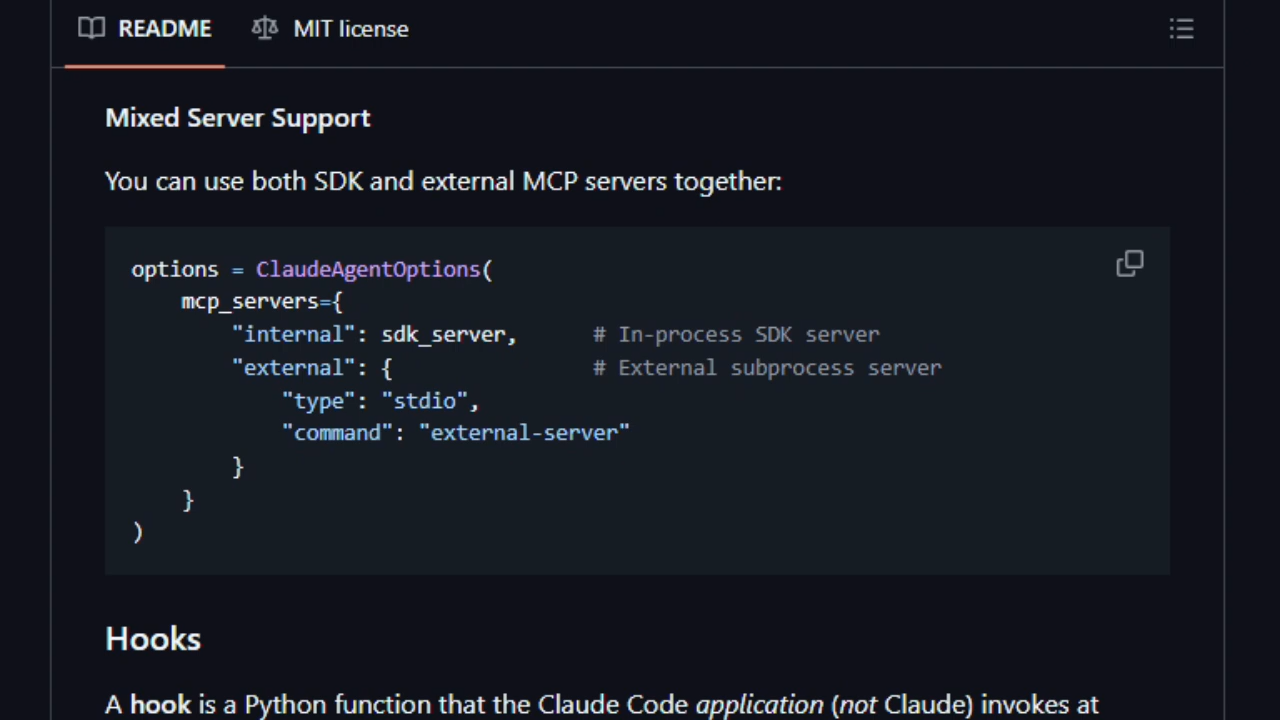 README MIT license
Mixed Server Support
You can use both SDK and external MCP servers together:
options = ClaudeAgentOptions(
    mcp_servers={
        "internal": sdk_server,      # In-process SDK server
        "external": {                # External subprocess server
            "type": "stdio",
            "command": "external-server"
        }
    }
)
Hooks
A hook is a Python function that the Claude Code application (not Claude) invokes at